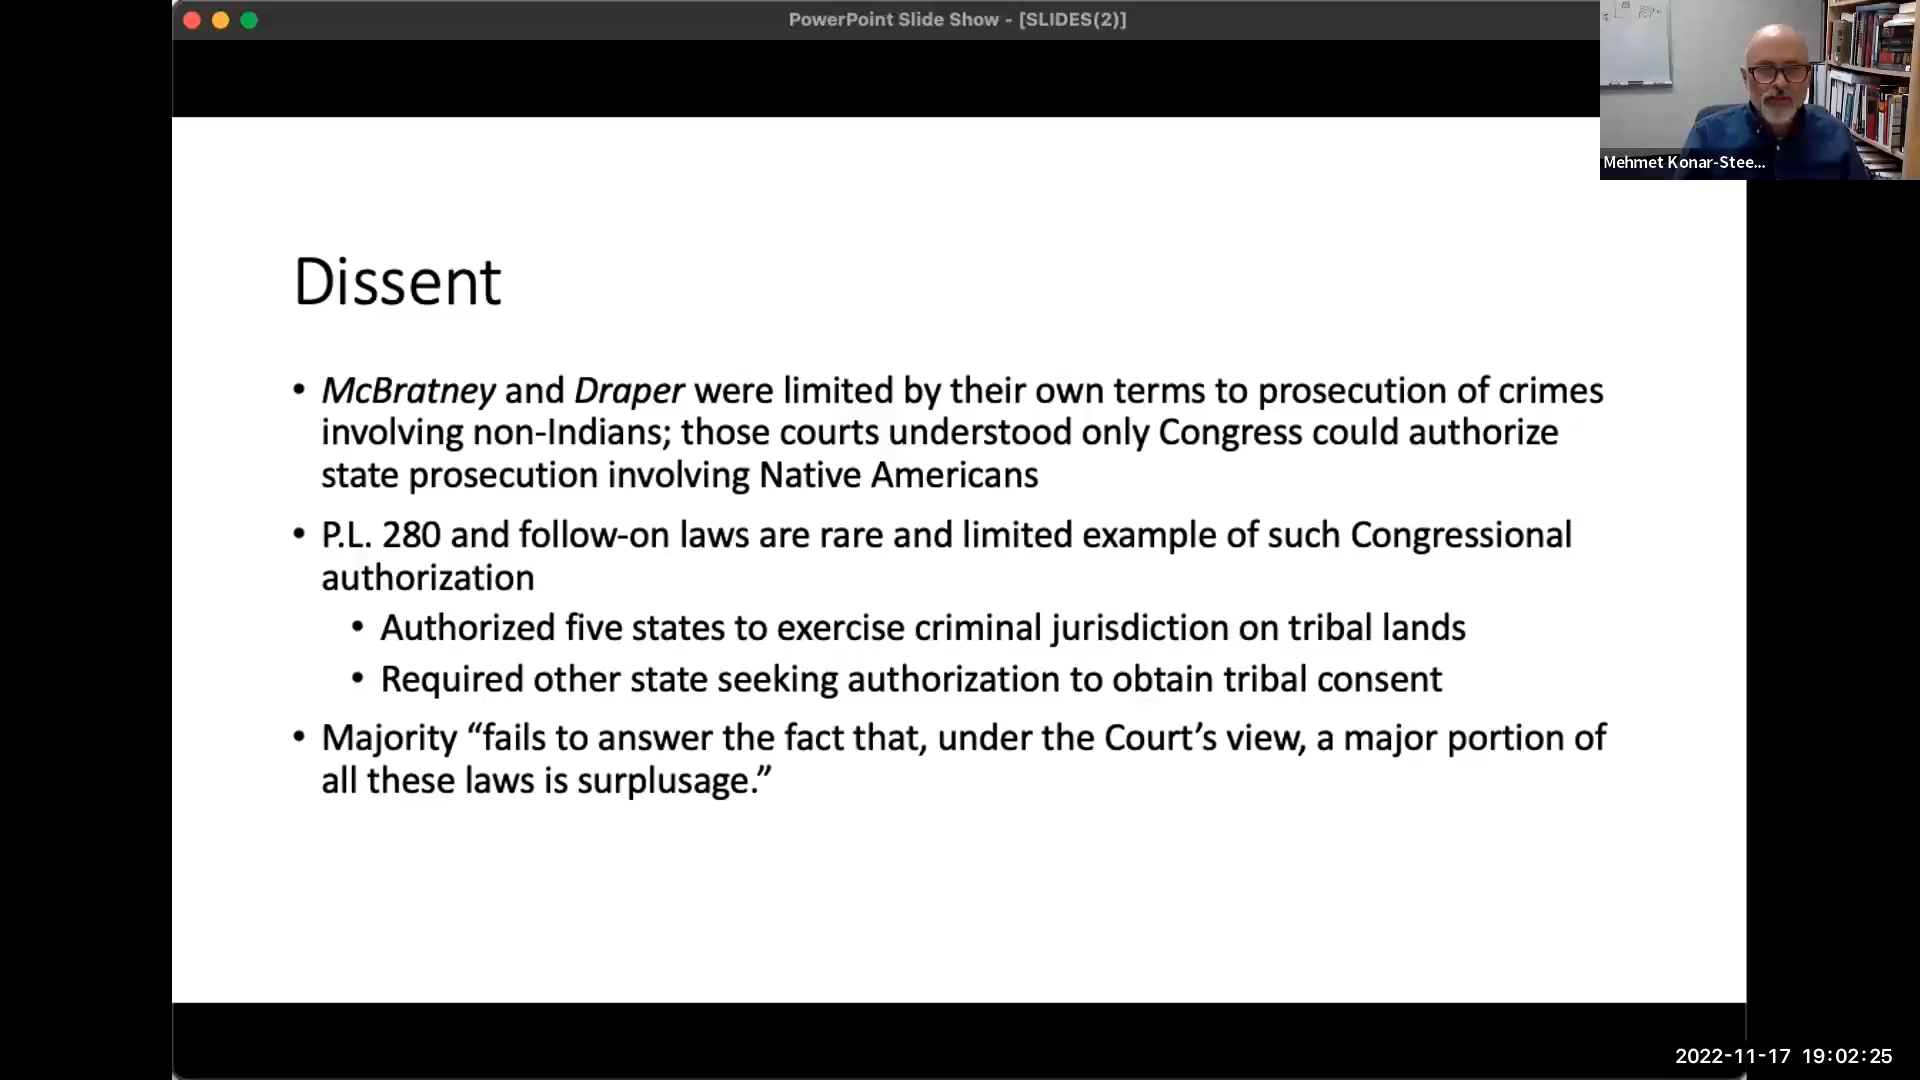 PowerPoint Slide Show - [SLIDES(2)]
Mehmet Konar-Stee...
Dissent
• McBratney and Draper were limited by their own terms to prosecution of crimes
involving non-Indians; those courts understood only Congress could authorize
state prosecution involving Native Americans
• P.L. 280 and follow-on laws are rare and limited example of such Congressional
authorization
• Authorized five states to exercise criminal jurisdiction on tribal lands
• Required other state seeking authorization to obtain tribal consent
• Majority “fails to answer the fact that, under the Court’s view, a major portion of
all these laws is surplusage.”
2022-11-17 19:02:25